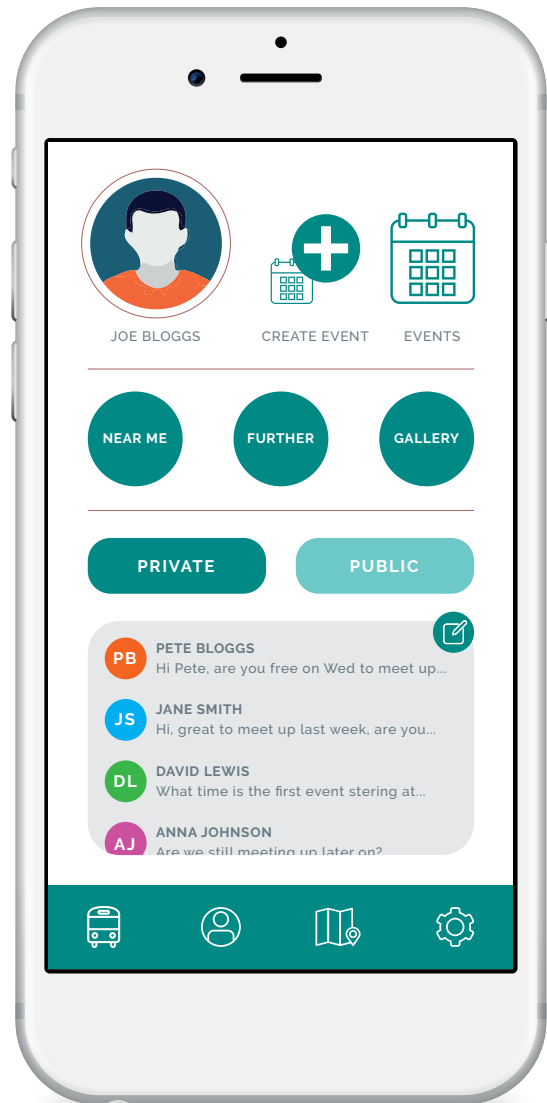 JOE BLOGGS
CREATE EVENT
EVENTS
NEAR ME
FURTHER
GALLERY
PRIVATE
PUBLIC
PB
PETE BLOGGS
Hi Pete, are you free on Wed to meet up...
JS
JANE SMITH
Hi, great to meet up last week, are you...
DL
DAVID LEWIS
What time is the first event stering at...
AJ
ANNA JOHNSON
Are we still meeting up later on?